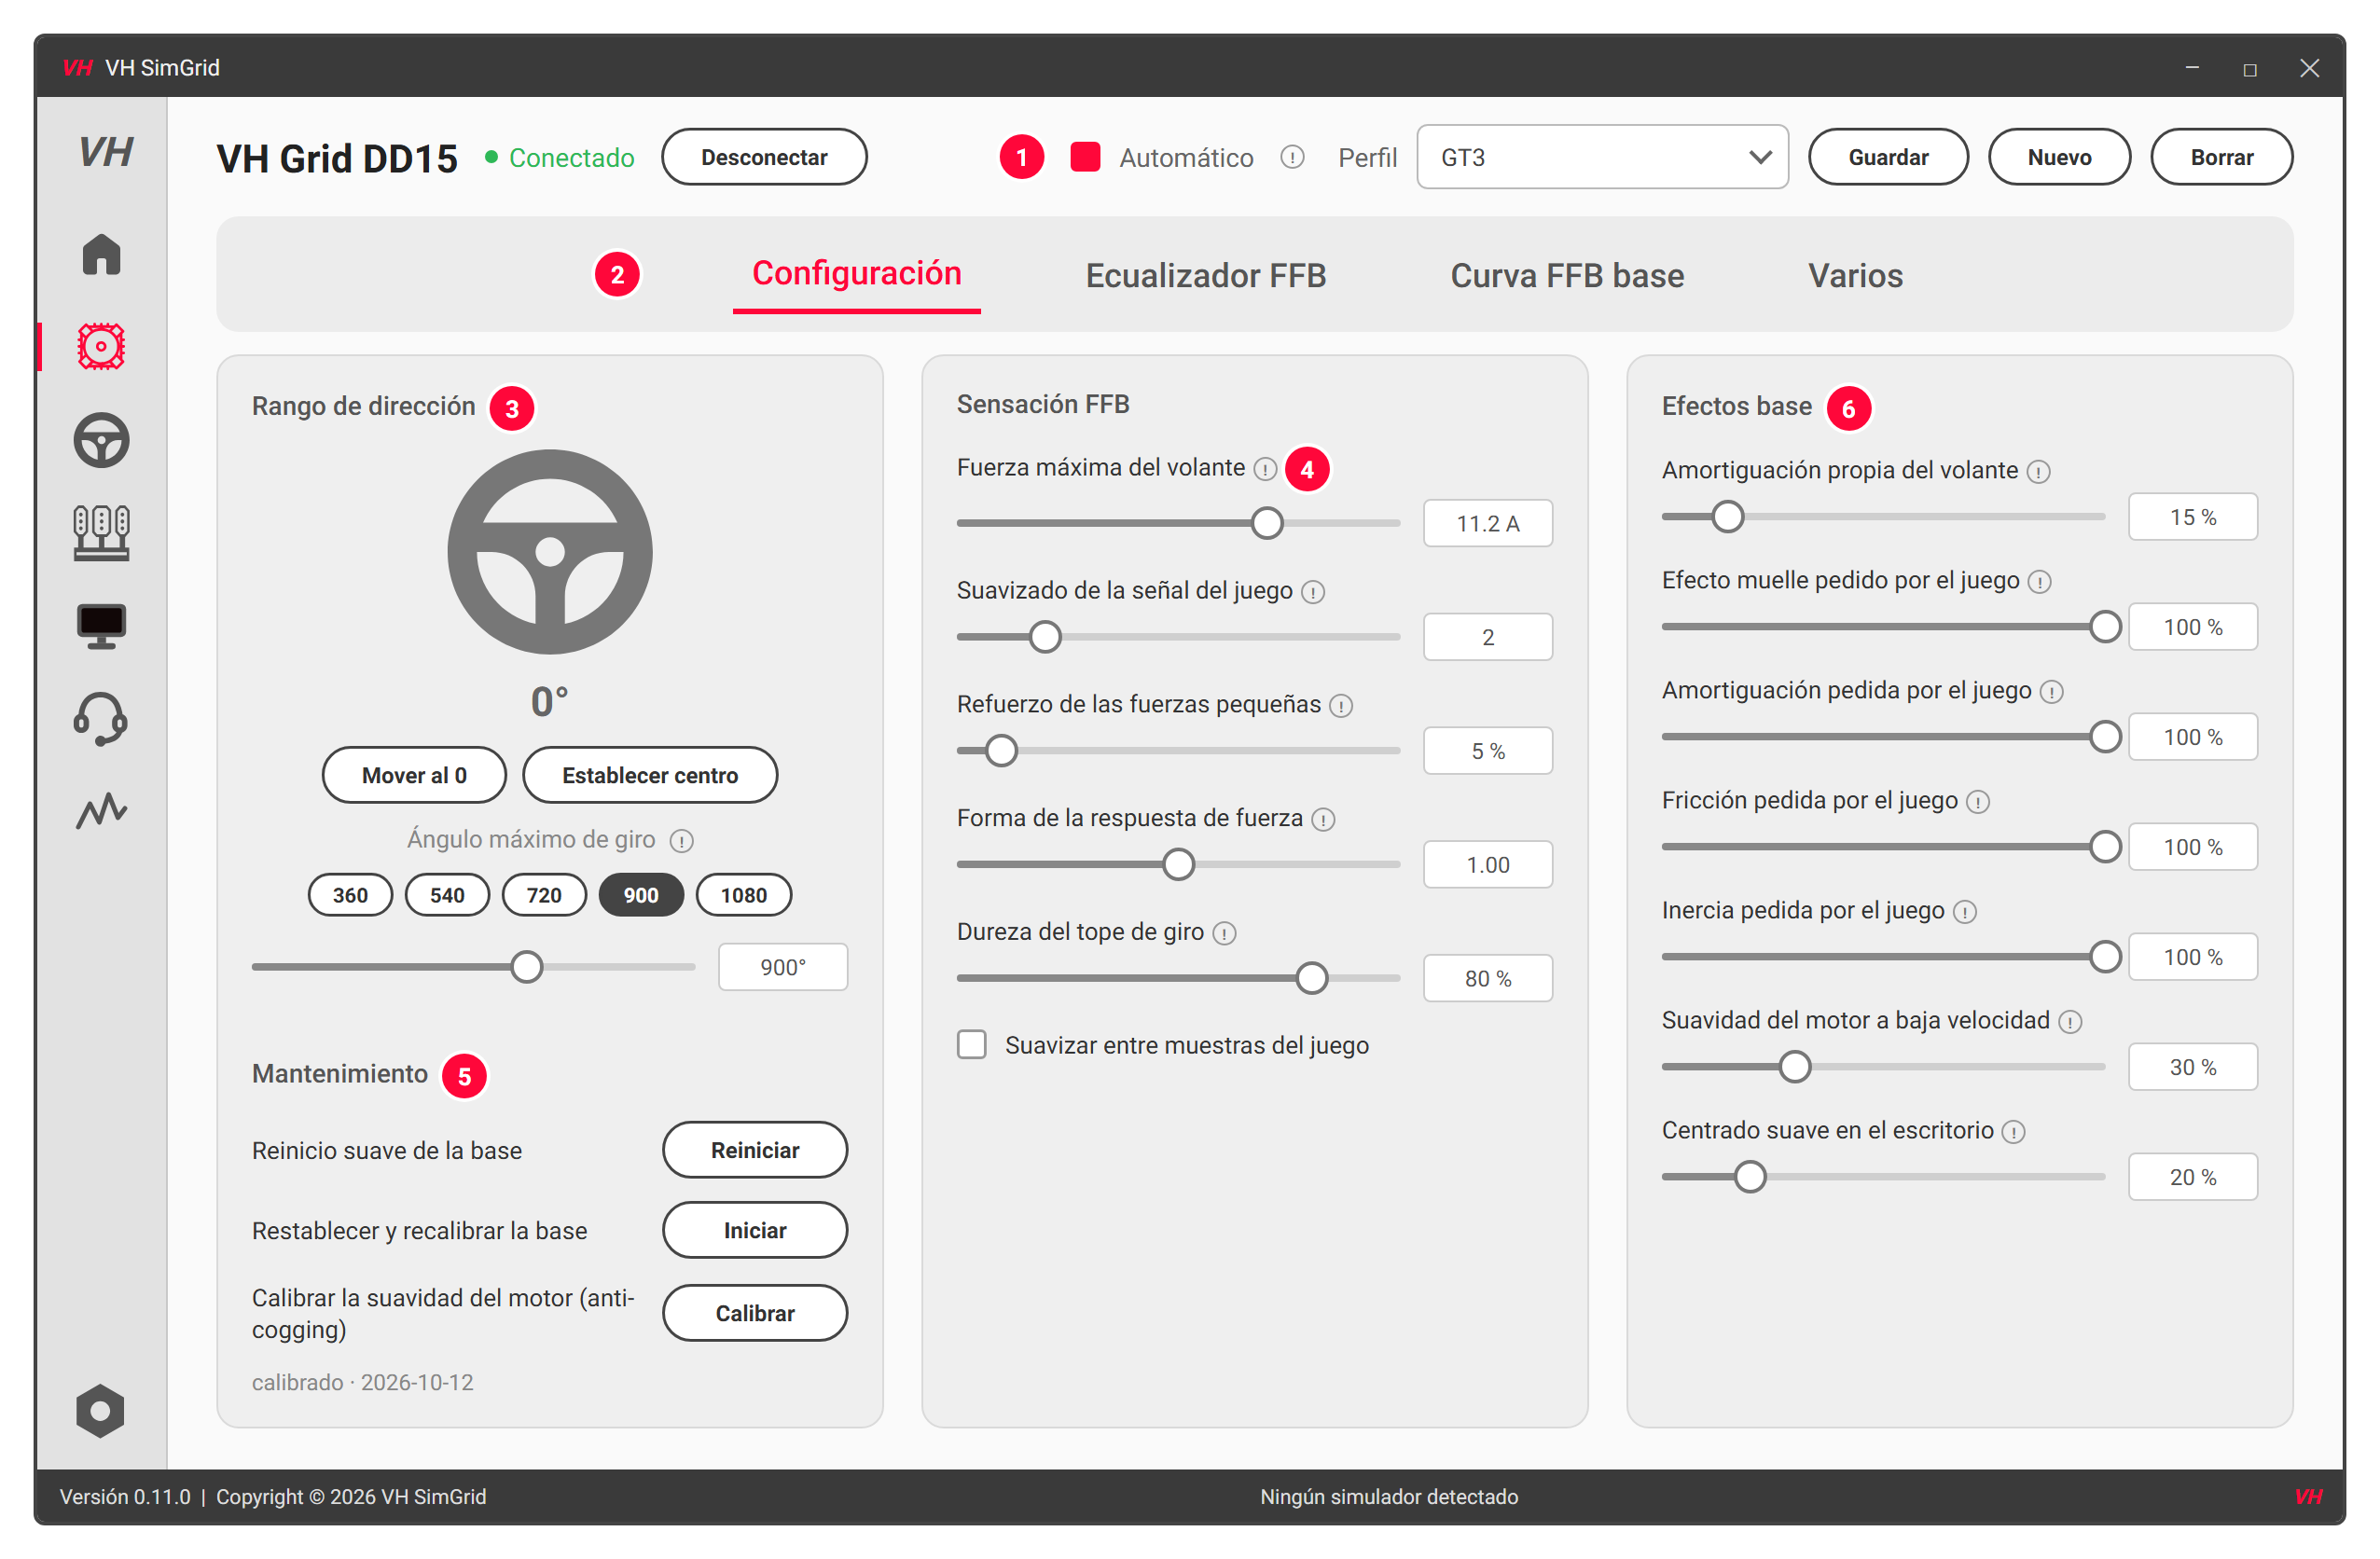 VH VH SimGrid
VH
VH Grid DD15 Conectado Desconectar 1 Automático Perfil GT3 Guardar Nuevo Borrar
2 Configuración Ecualizador FFB Curva FFB base Varios
Rango de dirección 3
0°
Mover al 0 Establecer centro
Ángulo máximo de giro !
360 540 720 900 1080
900°
Mantenimiento 5
Reinicio suave de la base Reiniciar
Restablecer y recalibrar la base Iniciar
Calibrar la suavidad del motor (anti-
cogging) Calibrar
calibrado · 2026-10-12
Sensación FFB
Fuerza máxima del volante ! 4
11.2 A
Suavizado de la señal del juego !
2
Refuerzo de las fuerzas pequeñas !
5 %
Forma de la respuesta de fuerza !
1.00
Dureza del tope de giro !
80 %
Suavizar entre muestras del juego
Efectos base 6
Amortiguación propia del volante !
15 %
Efecto muelle pedido por el juego !
100 %
Amortiguación pedida por el juego !
100 %
Fricción pedida por el juego !
100 %
Inercia pedida por el juego !
100 %
Suavidad del motor a baja velocidad !
30 %
Centrado suave en el escritorio !
20 %
Versión 0.11.0 | Copyright © 2026 VH SimGrid Ningún simulador detectado VH